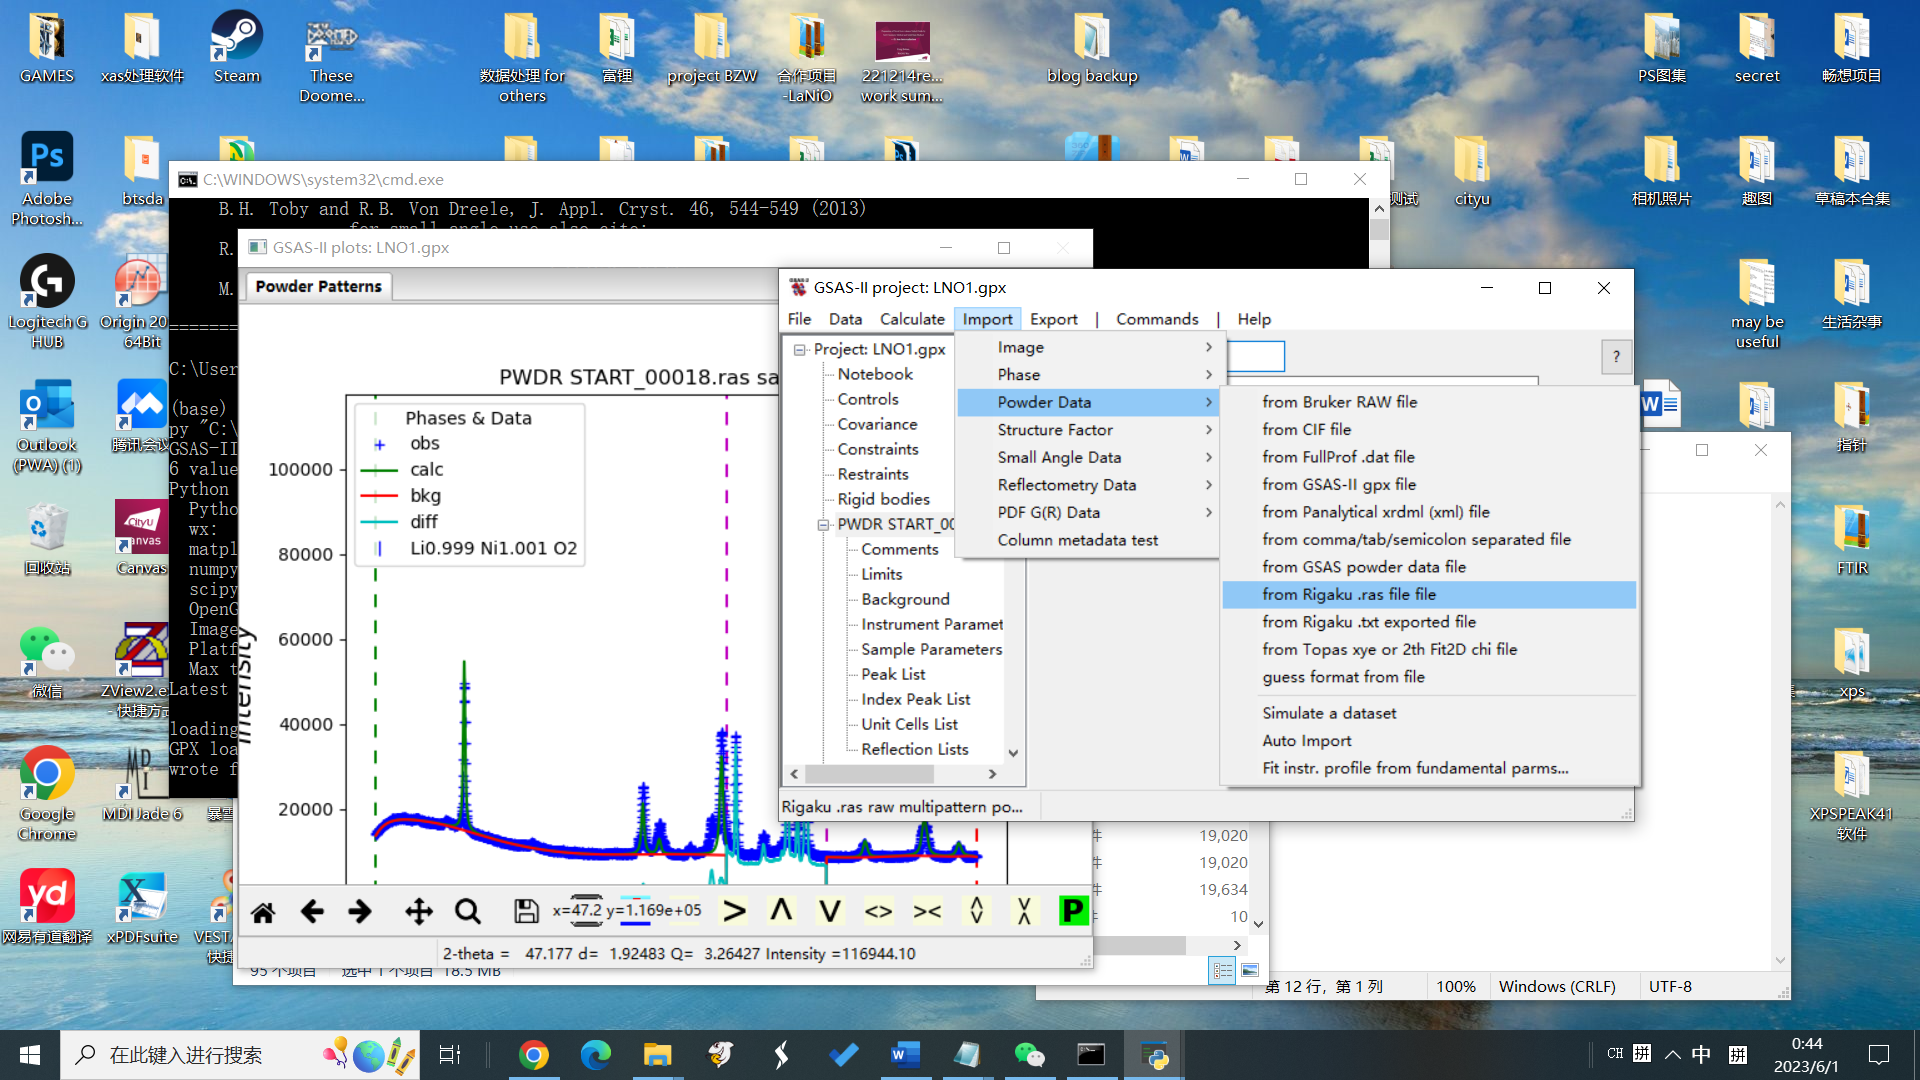 GAMES
xas处理软件
Steam
These
Doome...
数据处理 for
others
富锂
project BZW
合作项目
-LaNiO
221214re...
work sum...
blog backup
PS图集
secret
畅想项目
Adobe
Photosh...
btsda
测试
cityu
相机照片
趣图
草稿本合集
Logitech G
HUB
Origin 20
64Bit
may be
useful
生活杂事
Outlook
(PWA) (1)
腾讯会议
指针
回收站
Canvas
FTIR
微信
ZView2.e
- 快捷方式
xps
Google
Chrome
MDI Jade 6
XPSPEAK41
软件
网易有道翻译
xPDFsuite
VEST
快捷
C:\WINDOWS\system32\cmd.exe
B.H. Toby and R.B. Von Dreele, J. Appl. Cryst. 46, 544-549 (2013)
for small angle use also cite:
R.
M.
========
C:\User
(base)
py "C:\
GSAS-II
6 value
Python
Pytho
wx:
matpl
numpy
scipy
OpenG
Image
Platf
Max t
Latest
loading
GPX loa
wrote f
GSAS-II plots: LNO1.gpx
Powder Patterns
PWDR START_00018.ras sa
Phases & Data
obs
calc
bkg
diff
Li0.999 Ni1.001 O2
100000
80000
60000
40000
20000
Intensity
x=47.2 y=1.169e+05
P
2-theta = 47.177 d= 1.92483 Q= 3.26427 Intensity =116944.10
95 个项目
选中 1 个项目 18.5 MB
GSAS-II project: LNO1.gpx
File Data Calculate Import Export | Commands | Help
Project: LNO1.gpx
Notebook
Controls
Covariance
Constraints
Restraints
Rigid bodies
PWDR START_00
Comments
Limits
Background
Instrument Paramet
Sample Parameters
Peak List
Index Peak List
Unit Cells List
Reflection Lists
Rigaku .ras raw multipattern po...
?
Image
Phase
Powder Data
Structure Factor
Small Angle Data
Reflectometry Data
PDF G(R) Data
Column metadata test
from Bruker RAW file
from CIF file
from FullProf .dat file
from GSAS-II gpx file
from Panalytical xrdml (xml) file
from comma/tab/semicolon separated file
from GSAS powder data file
from Rigaku .ras file file
from Rigaku .txt exported file
from Topas xye or 2th Fit2D chi file
guess format from file
Simulate a dataset
Auto Import
Fit instr. profile from fundamental parms...
件 19,020
件 19,020
件 19,634
件 10
第 12 行，第 1 列
100%
Windows (CRLF)
UTF-8
在此键入进行搜索
CH 拼 中 拼
0:44
2023/6/1